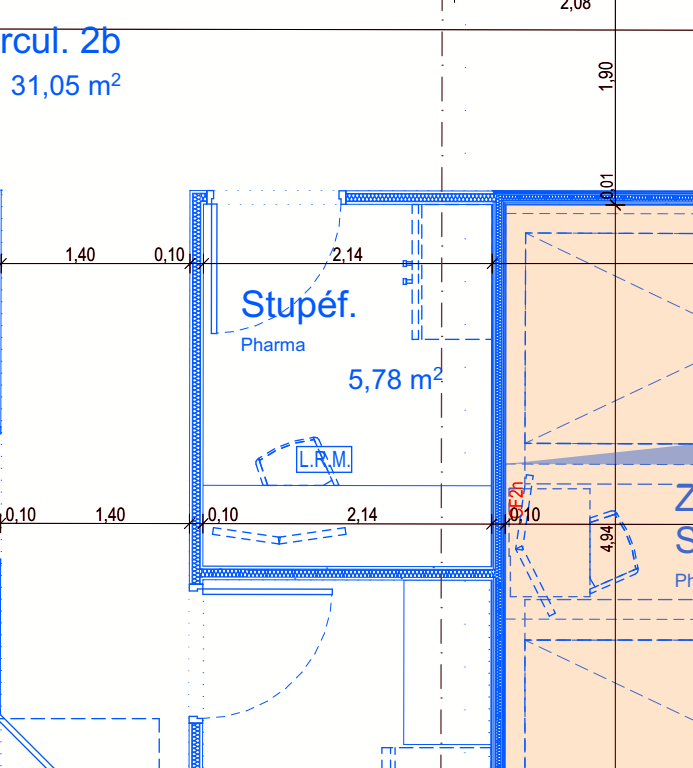 2,08
rcul. 2b
31,05 m²
1,90
0,01
1,40
0,10
2,14
Stupéf.
Pharma
5,78 m²
L.P.M.
Z
0,10
1,40
0,10
2,14
0,10
4,94
S
Ph